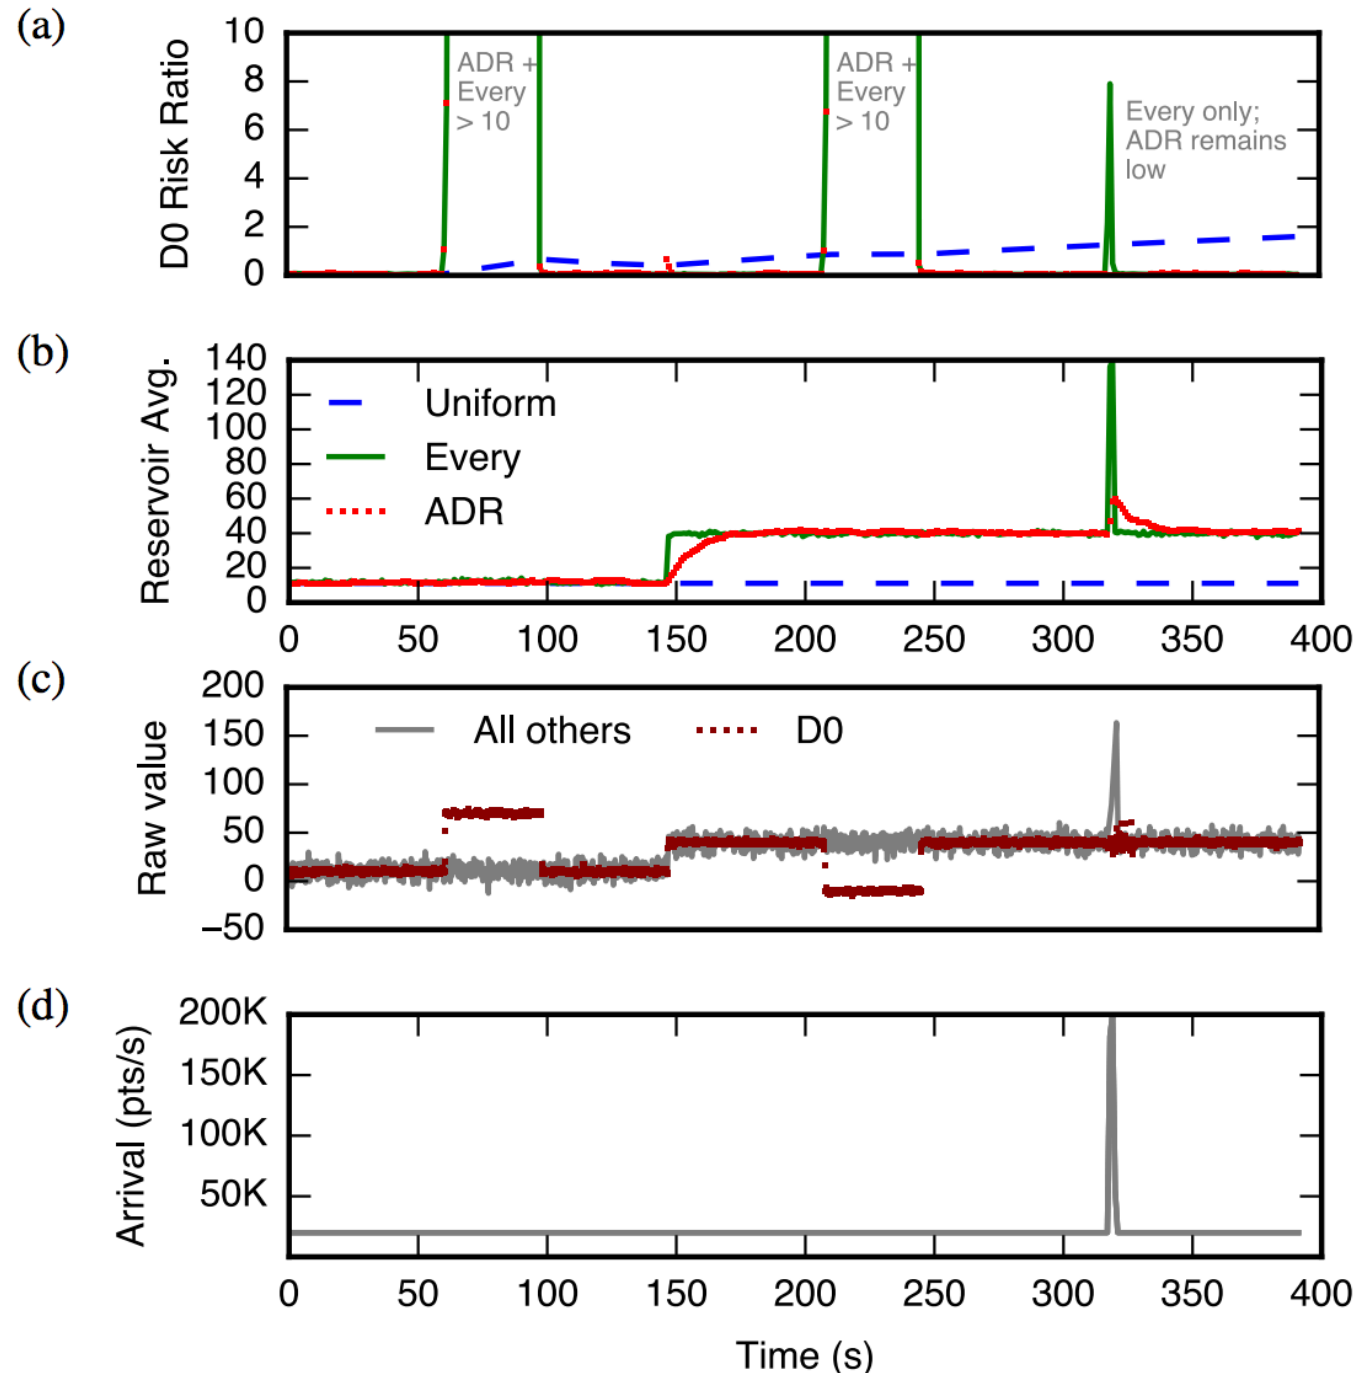 (a)
D0 Risk Ratio
10
8
6
4
2
0
ADR +
Every
> 10
ADR +
Every
> 10
Every only;
ADR remains
low
(b)
Reservoir Avg.
140
120
100
80
60
40
20
0
Uniform
Every
ADR
0 50 100 150 200 250 300 350 400
(c)
Raw value
200
150
100
50
0
−50
All others
D0
(d)
Arrival (pts/s)
200K
150K
100K
50K
0 50 100 150 200 250 300 350 400
Time (s)